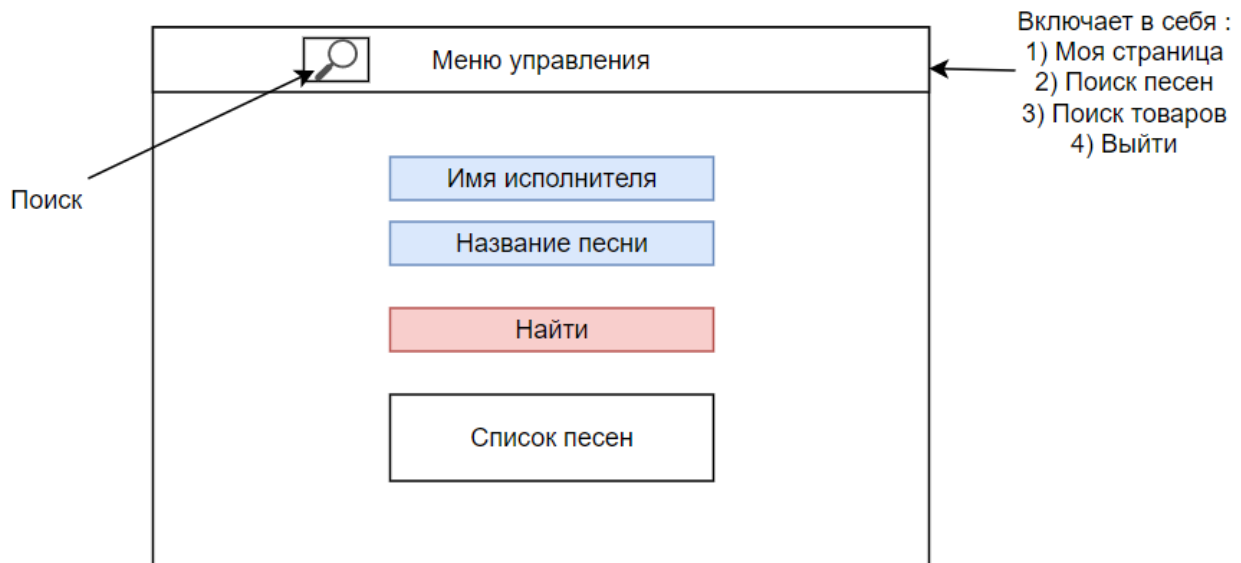 Включает в себя :
1) Моя страница
2) Поиск песен
3) Поиск товаров
4) Выйти
Меню управления
Поиск
Имя исполнителя
Название песни
Найти
Список песен